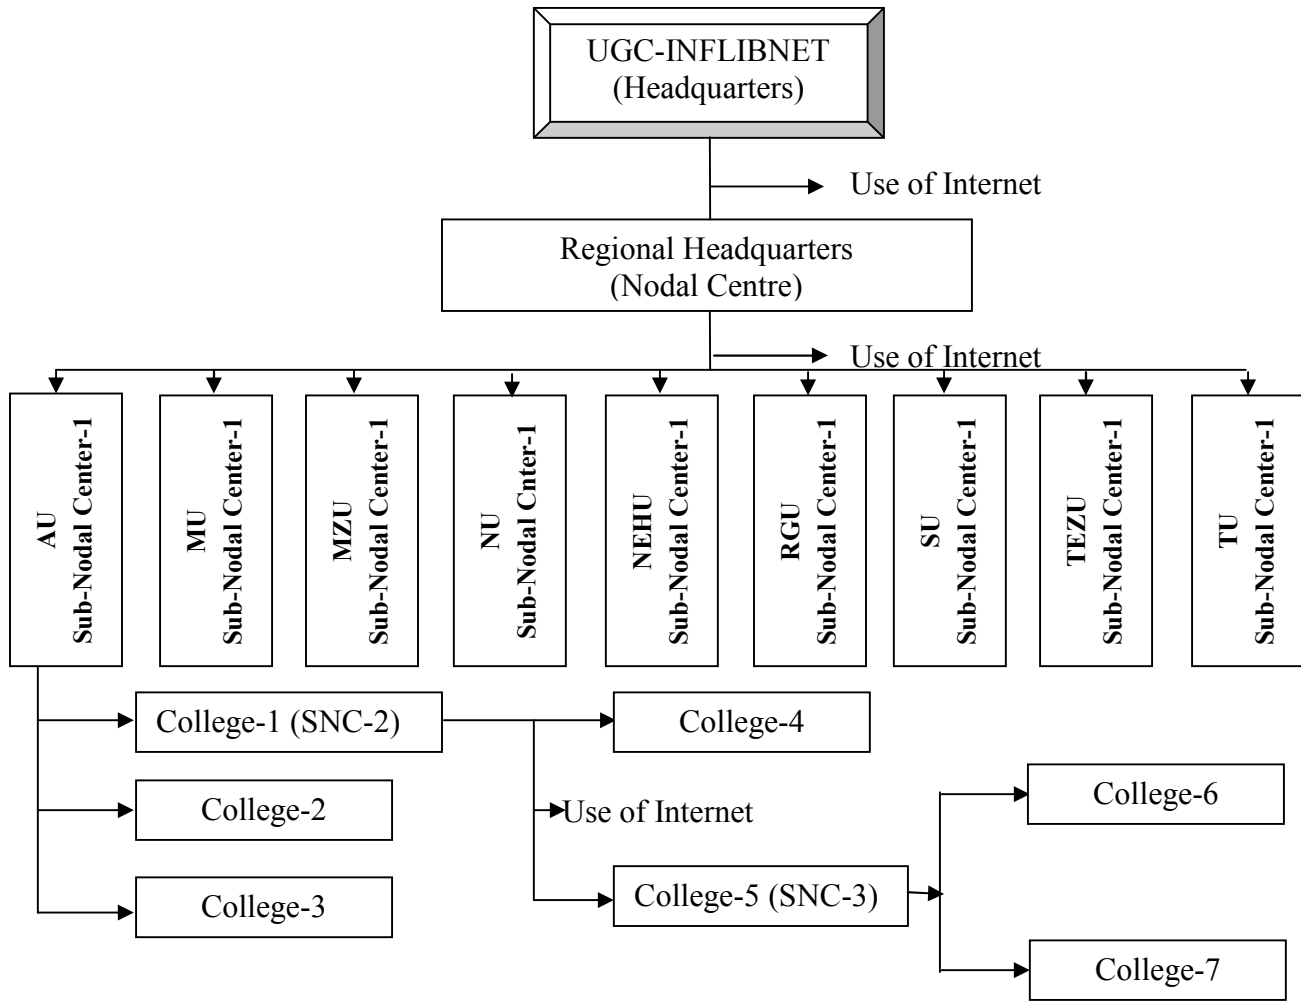 UGC-INFLIBNET
(Headquarters)
Use of Internet
Regional Headquarters
(Nodal Centre)
Use of Internet
AU
Sub-Nodal Center-1
MU
Sub-Nodal Center-1
MZU
Sub-Nodal Center-1
NU
Sub-Nodal Cnter-1
NEHU
Sub-Nodal Center-1
RGU
Sub-Nodal Center-1
SU
Sub-Nodal Center-1
TEZU
Sub-Nodal Center-1
TU
Sub-Nodal Center-1
College-1 (SNC-2)
College-4
College-2
Use of Internet
College-6
College-3
College-5 (SNC-3)
College-7